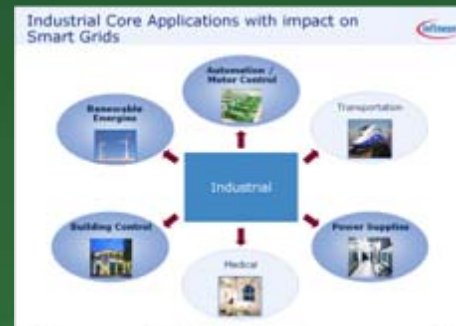 Industrial Core Applications with impact on
Smart Grids
infineon
Automation /
Motor Control
Renewable
Energies
Transportation
Industrial
Building Control
Power Supplies
Medical